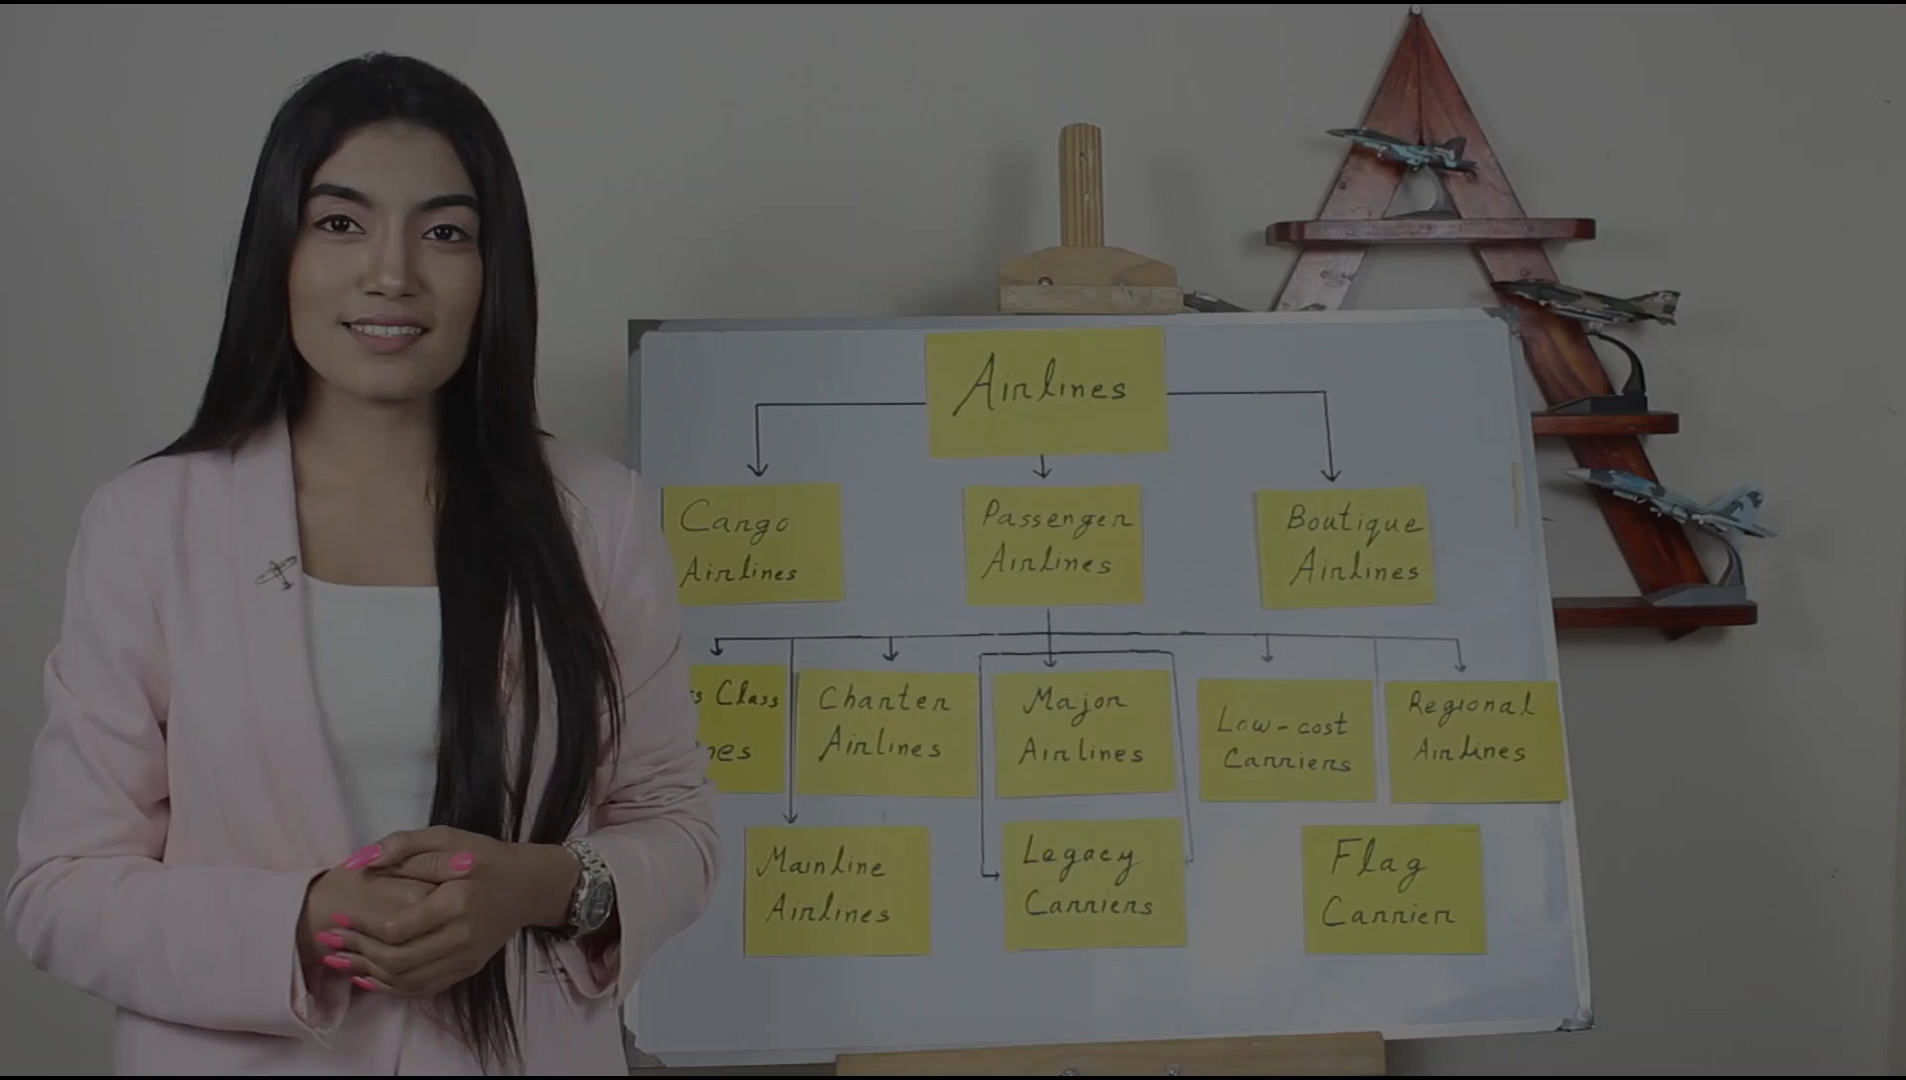 Airlines
Cargo
Airlines
Passenger
Airlines
Boutique
Airlines
s Class
nes
Charter
Airlines
Major
Airlines
Low-cost
Carriers
Regional
Airlines
Mainline
Airlines
Legacy
Carriers
Flag
Carrier